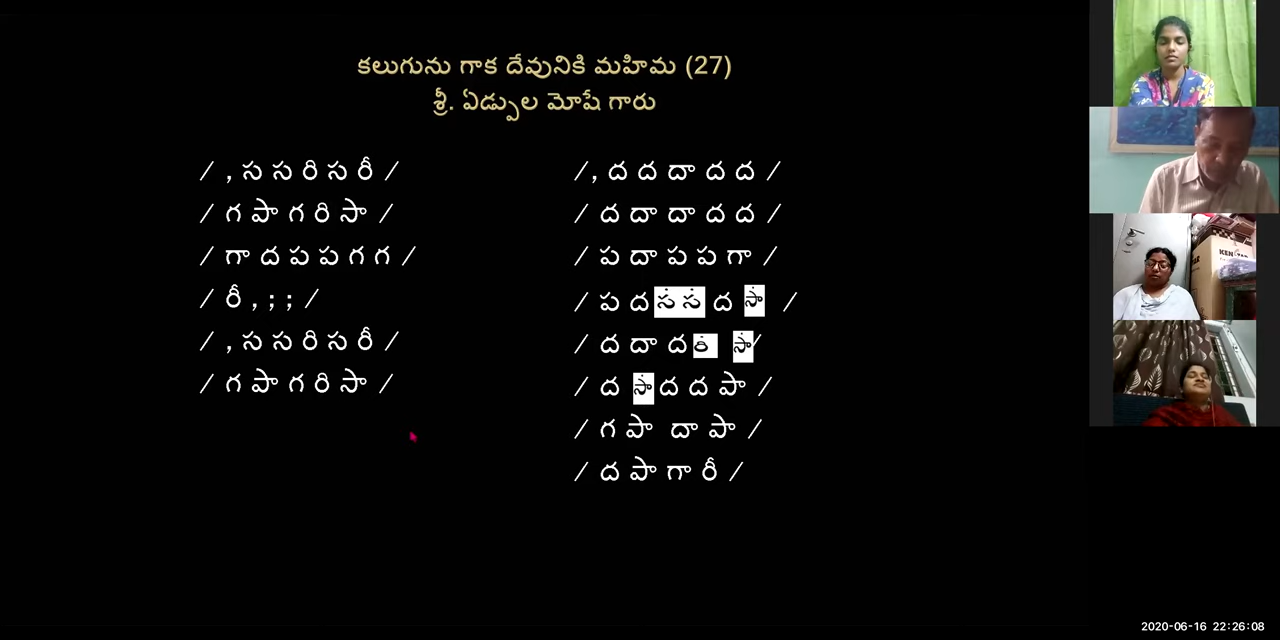 కలుగును గాక దేవునికి మహిమ (27)
శ్రీ. ఏడ్పుల మోషే గారు
/ , స స రి స రీ /
/ గ పా గ రి సా /
/ గా ద ప ప గ గ /
/ రీ , ; ; /
/ , స స రి స రీ /
/ గ పా గ రి సా /
/, ద ద దా ద ద /
/ ద దా దా ద ద /
/ ప దా ప ప గా /
/ ప ద స̇ స̇ ద సా̇ /
/ ద దా ద రి̇ సా̇ /
/ ద సా̇ ద ద పా /
/ గ పా దా పా /
/ ద పా గా రీ /
2020-06-16 22:26:08